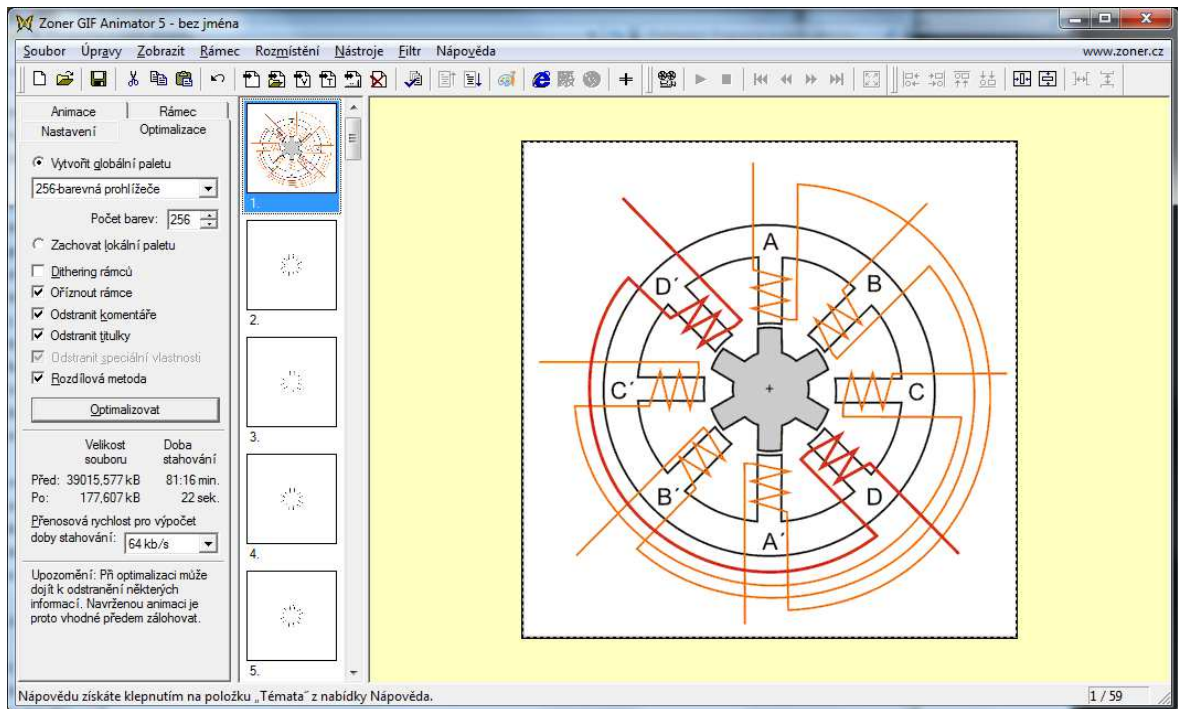 Zoner GIF Animator 5 - bez jména
Soubor Úpravy Zobrazit Rámec Rozmístění Nástroje Filtr Nápověda www.zoner.cz
Animace Rámec
Nastavení Optimalizace
Vytvořit globální paletu
256-barevná prohlížeče
Počet barev: 256
Zachovat lokální paletu
Dithering rámců
Oříznout rámce
Odstranit komentáře
Odstranit titulky
Odstranit speciální vlastnosti
Rozdílová metoda
Optimalizovat
Velikost souboru Doba stahování
Před: 39015,577 kB 81:16 min.
Po: 177,607 kB 22 sek.
Přenosová rychlost pro výpočet
doby stahování: 64 kb/s
Upozornění: Při optimalizaci může
dojít k odstranění některých
informací. Navrženou animaci je
proto vhodné předem zálohovat.
1.
2.
3.
4.
5.
A
B
C
D
A´
B´
C´
D´
Nápovědu získáte klepnutím na položku „Témata˝ z nabídky Nápověda.
1 / 59